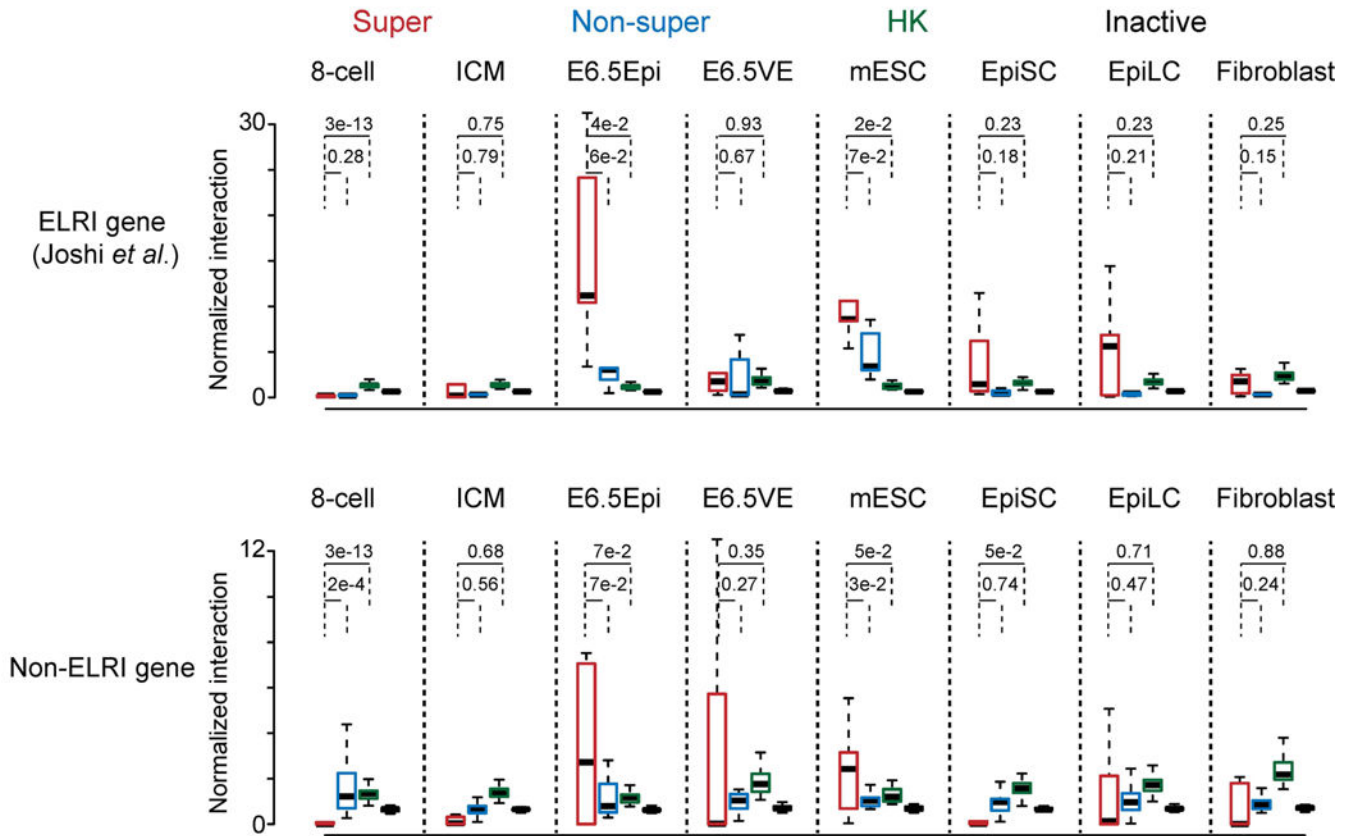 Super Non-super HK Inactive
8-cell ICM E6.5Epi E6.5VE mESC EpiSC EpiLC Fibroblast
30
3e-13 0.75 4e-2 0.93 2e-2 0.23 0.23 0.25
0.28 0.79 6e-2 0.67 7e-2 0.18 0.21 0.15
ELRI gene
(Joshi et al.)
Normalized interaction
0
8-cell ICM E6.5Epi E6.5VE mESC EpiSC EpiLC Fibroblast
12
3e-13 0.68 7e-2 0.35 5e-2 5e-2 0.71 0.88
2e-4 0.56 7e-2 0.27 3e-2 0.74 0.47 0.24
Non-ELRI gene
Normalized interaction
0